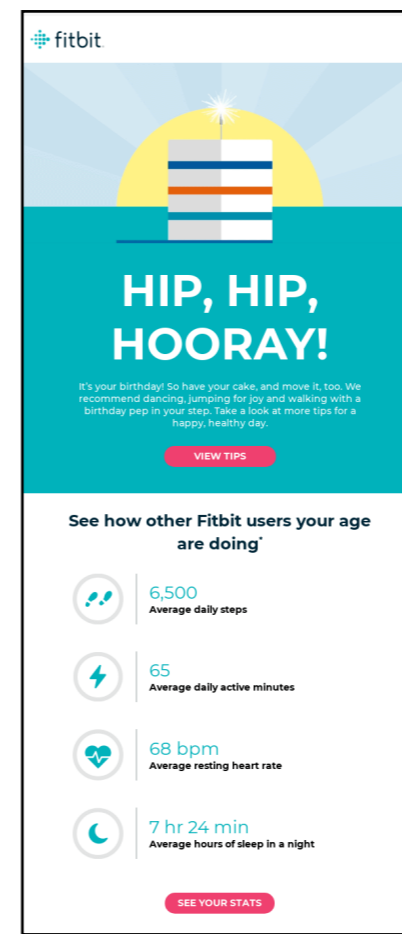 fitbit.
HIP, HIP,
HOORAY!
It's your birthday! So have your cake, and move it, too. We
recommend dancing, jumping for joy and walking with a
birthday pep in your step. Take a look at more tips for a
happy, healthy day.
VIEW TIPS
See how other Fitbit users your age
are doing*
6,500
Average daily steps
65
Average daily active minutes
68 bpm
Average resting heart rate
7 hr 24 min
Average hours of sleep in a night
SEE YOUR STATS